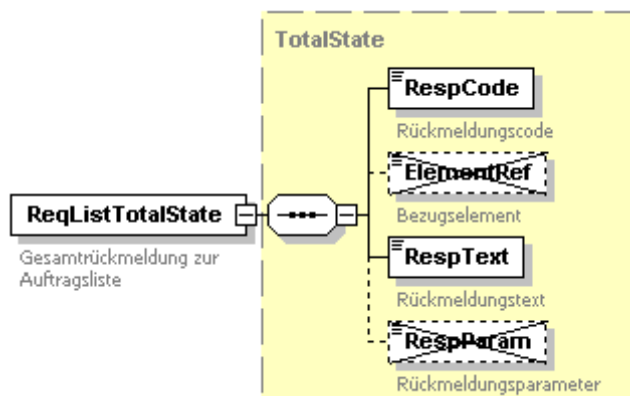 TotalState
RespCode
Rückmeldungscode
ElementRef
Bezugselement
ReqListTotalState
Gesamtrückmeldung zur
Auftragsliste
RespText
Rückmeldungstext
RespParam
Rückmeldungsparameter